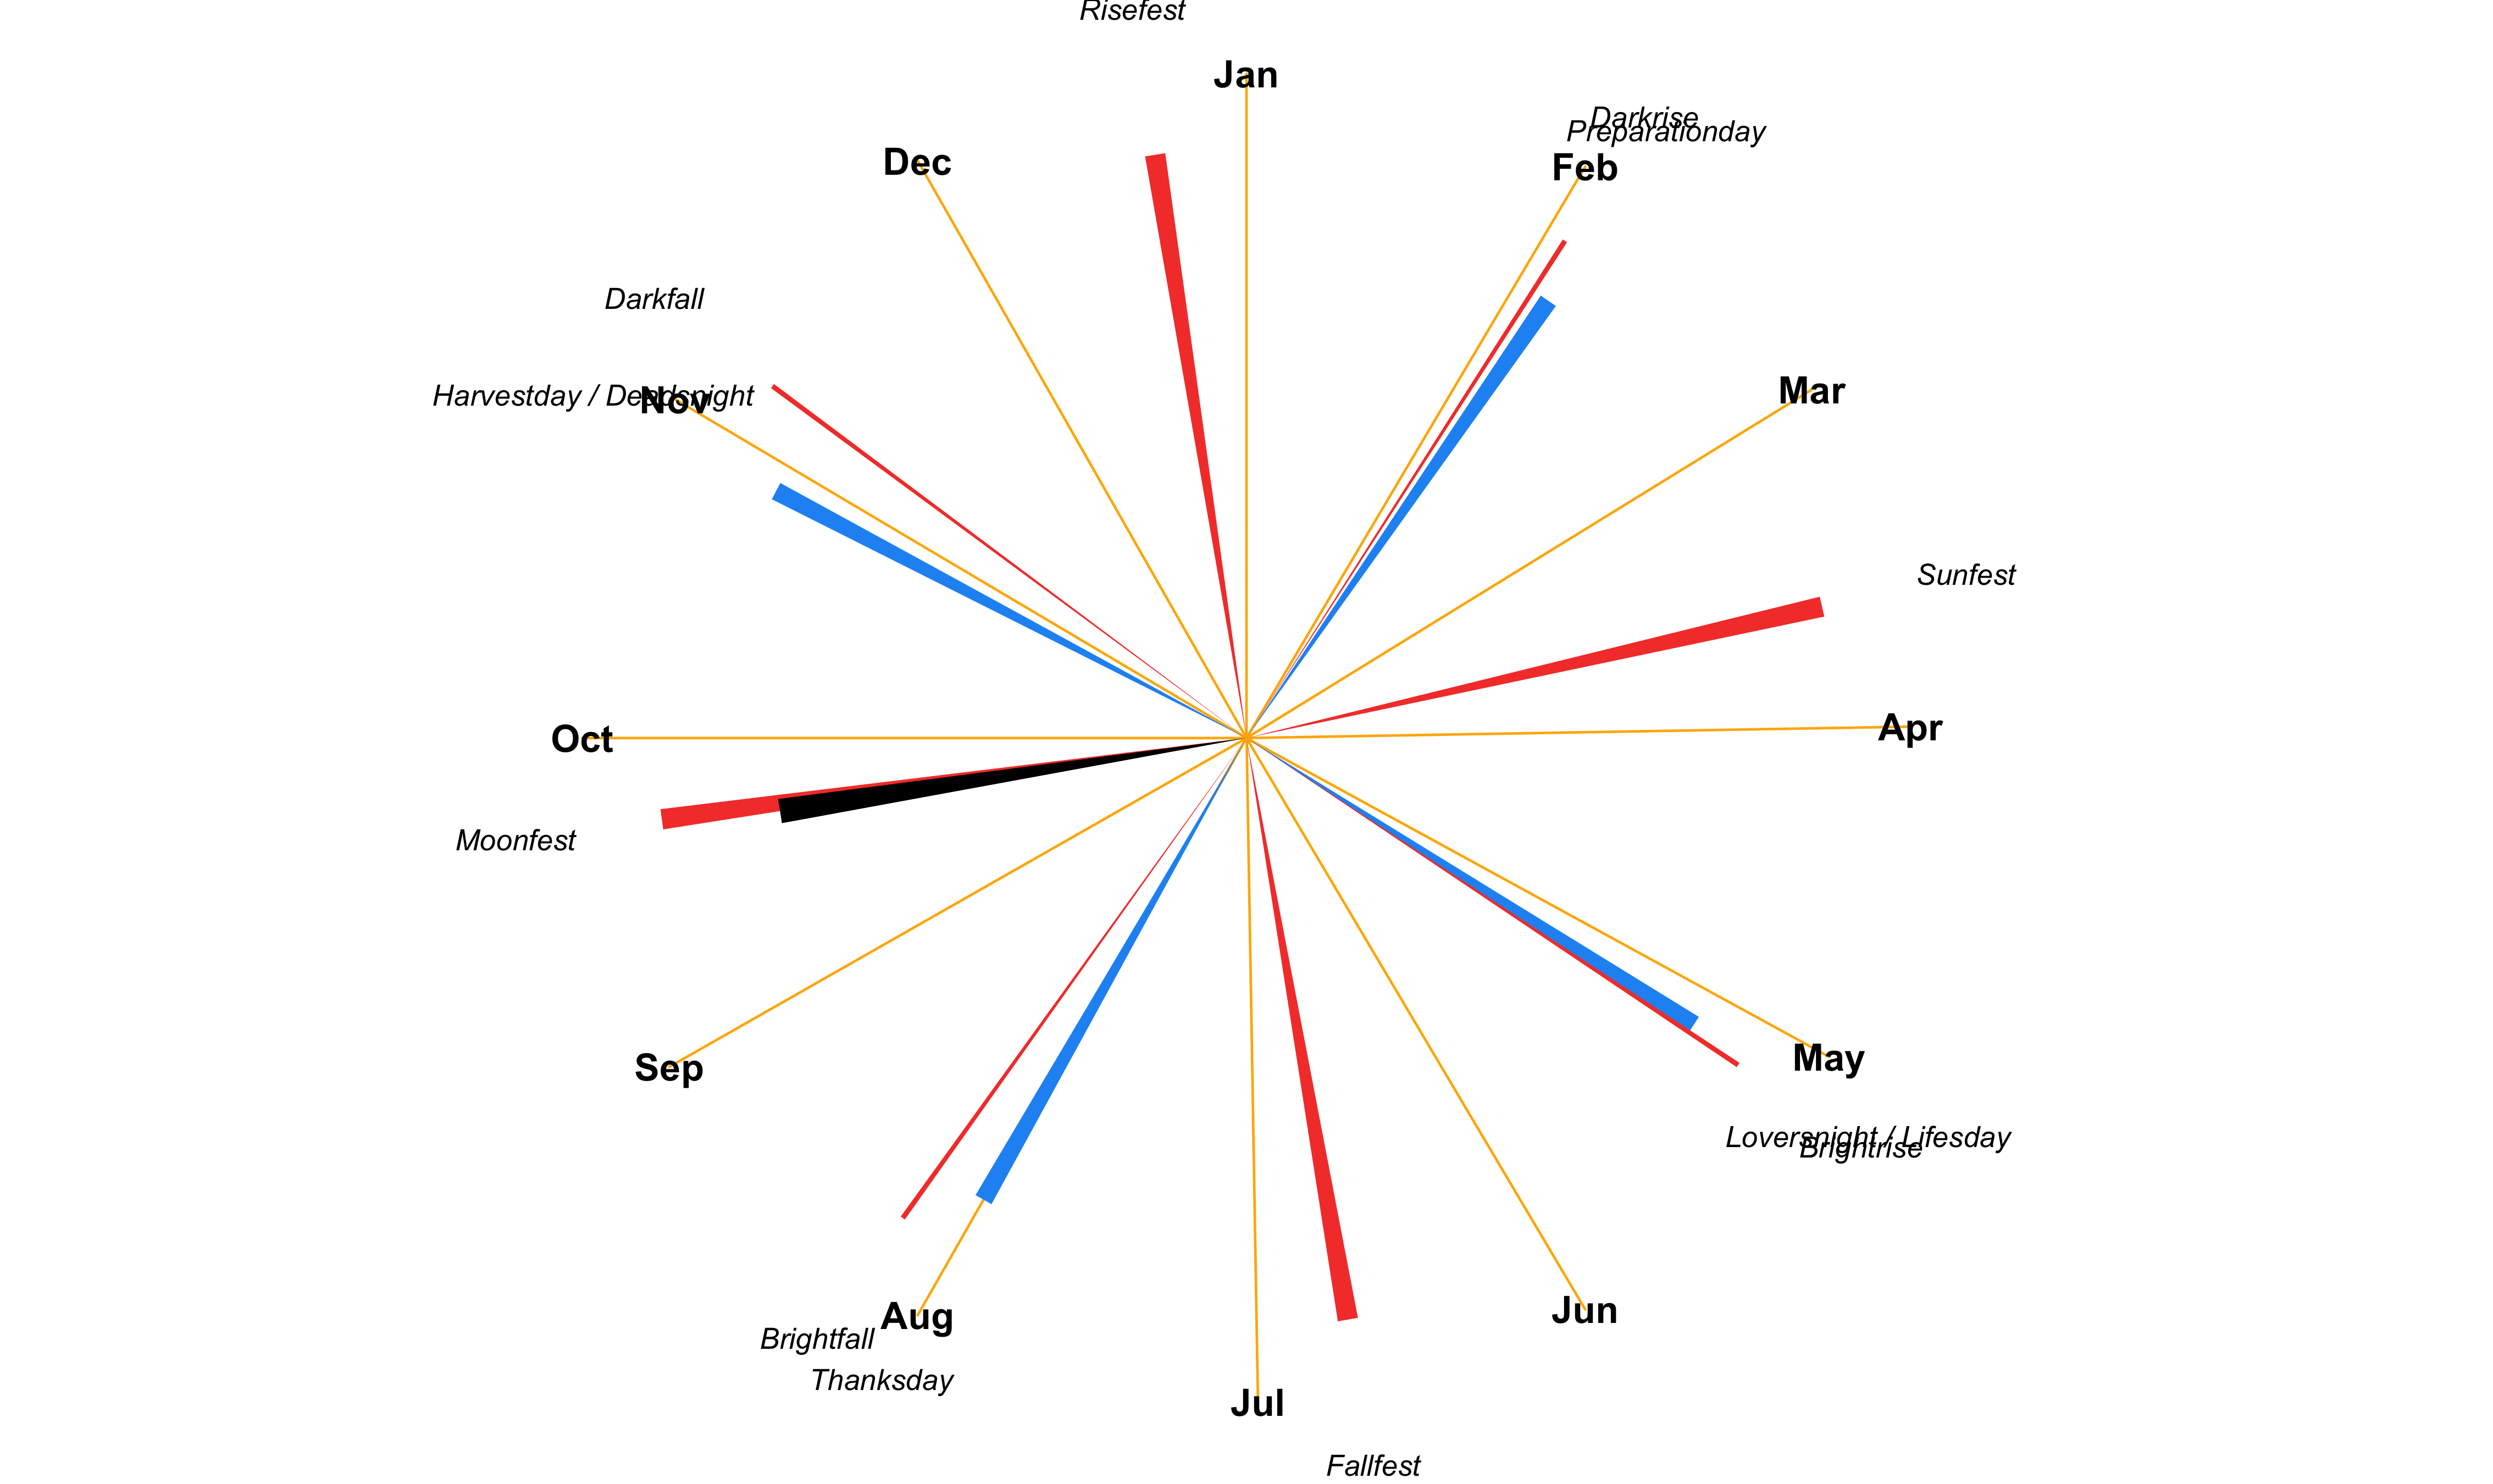 Risefest
Jan
Darkrise
Preparationday
Feb
Dec
Darkfall
Harvestday / Deadsnight
Nov
Mar
Sunfest
Oct
Apr
Moonfest
Sep
May
Loversnight / Lifesday
Brightrise
Aug
Jun
Brightfall
Thanksday
Jul
Fallfest